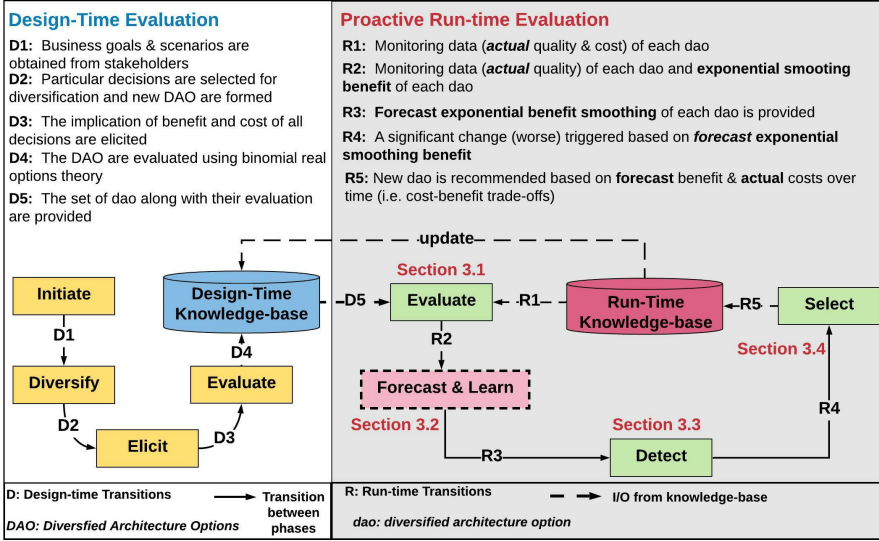 Design-Time Evaluation
D1: Business goals & scenarios are
obtained from stakeholders
D2: Particular decisions are selected for
diversification and new DAO are formed
D3: The implication of benefit and cost of all
decisions are elicited
D4: The DAO are evaluated using binomial real
options theory
D5: The set of dao along with their evaluation
are provided
Proactive Run-time Evaluation
R1: Monitoring data (actual quality & cost) of each dao
R2: Monitoring data (actual quality) of each dao and exponential smooting
benefit of each dao
R3: Forecast exponential benefit smoothing of each dao is provided
R4: A significant change (worse) triggered based on forecast exponential
smoothing benefit
R5: New dao is recommended based on forecast benefit & actual costs over
time (i.e. cost-benefit trade-offs)
update
Initiate
D1
Diversify
D2
Elicit
D3
Evaluate
D4
Design-Time
Knowledge-base
D5
Section 3.1
Evaluate
R1
Run-Time
Knowledge-base
R5
Select
Section 3.4
R2
Forecast & Learn
Section 3.2
R3
Section 3.3
Detect
R4
D: Design-time Transitions
DAO: Diversfied Architecture Options
Transition
between
phases
R: Run-time Transitions
dao: diversified architecture option
I/O from knowledge-base